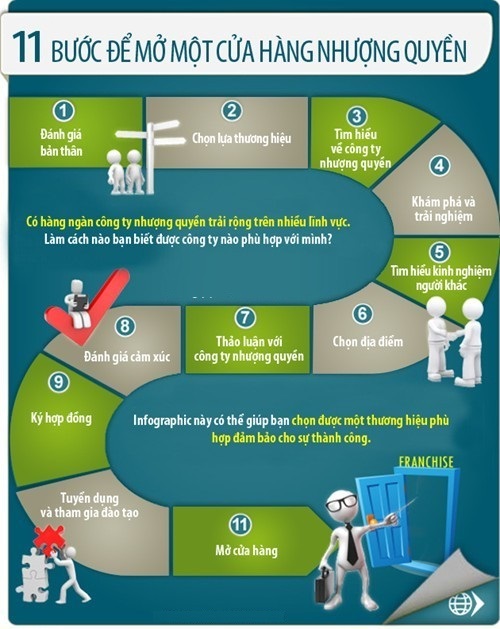 11 BƯỚC ĐỂ MỞ MỘT CỬA HÀNG NHƯỢNG QUYỀN
1
Đánh giá
bản thân
2
Chọn lựa thương hiệu
3
Tìm hiểu
về công ty
nhượng quyền
4
Khám phá và
trải nghiệm
Có hàng ngàn công ty nhượng quyền trải rộng trên nhiều lĩnh vực.
Làm cách nào bạn biết được công ty nào phù hợp với mình?
5
Tìm hiểu kinh nghiệm
người khác
6
Chọn địa điểm
7
Thảo luận với
công ty nhượng quyền
8
Đánh giá cảm xúc
9
Ký hợp đồng
Infographic này có thể giúp bạn chọn được một thương hiệu phù
hợp đảm bảo cho sự thành công.
Tuyển dụng
và tham gia đào tạo
11
Mở cửa hàng
FRANCHISE